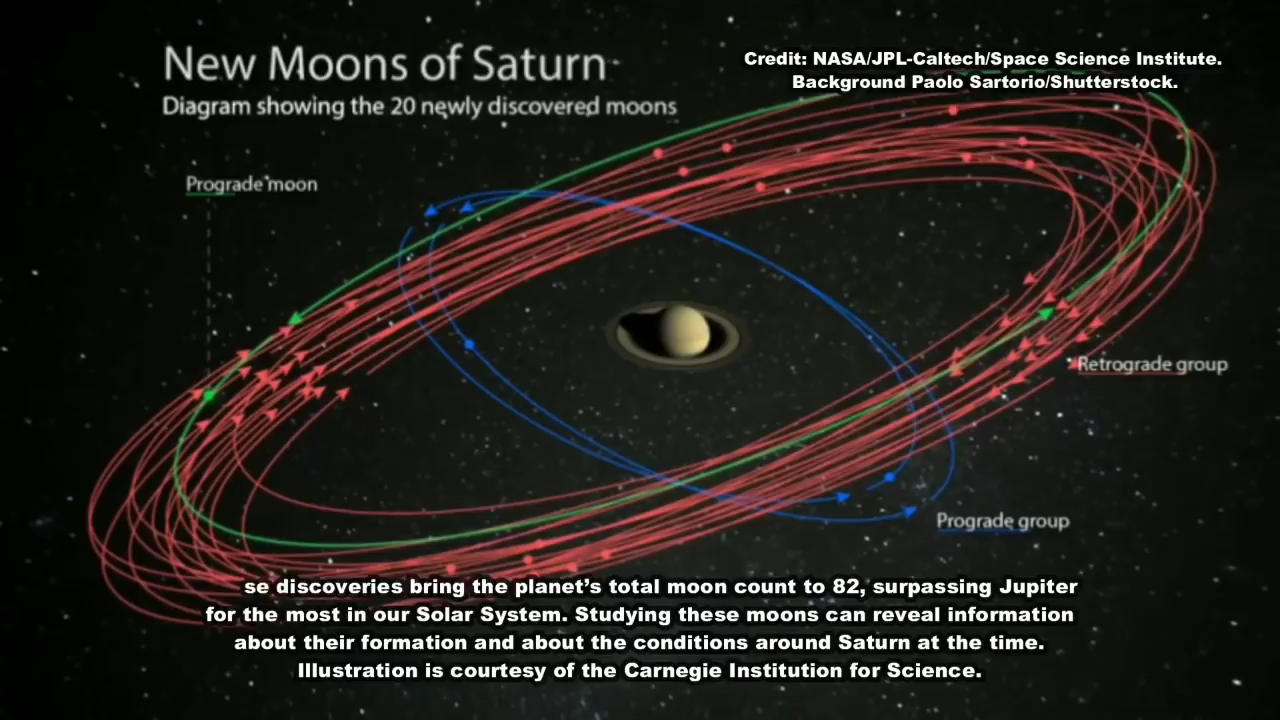 New Moons of Saturn
Diagram showing the 20 newly discovered moons
Credit: NASA/JPL-Caltech/Space Science Institute.
Background Paolo Sartorio/Shutterstock.
Prograde moon
Retrograde group
Prograde group
se discoveries bring the planet’s total moon count to 82, surpassing Jupiter
for the most in our Solar System. Studying these moons can reveal information
about their formation and about the conditions around Saturn at the time.
Illustration is courtesy of the Carnegie Institution for Science.